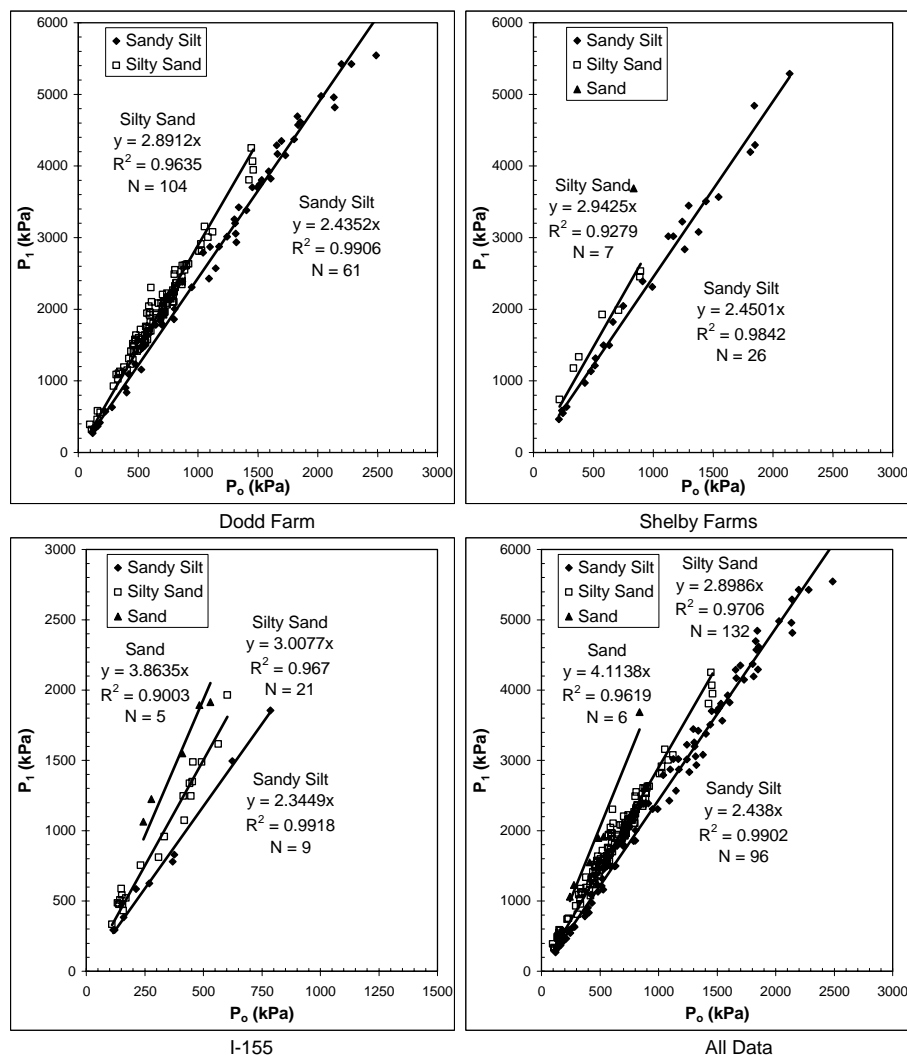 6000
5000
4000
3000
2000
1000
0
P₁ (kPa)
Sandy Silt
Silty Sand
Silty Sand
y = 2.8912x
R² = 0.9635
N = 104
Sandy Silt
y = 2.4352x
R² = 0.9906
N = 61
0 500 1000 1500 2000 2500 3000
Pₒ (kPa)
Dodd Farm
6000
5000
4000
3000
2000
1000
0
Sandy Silt
Silty Sand
Sand
Silty Sand
y = 2.9425x
R² = 0.9279
N = 7
Sandy Silt
y = 2.4501x
R² = 0.9842
N = 26
0 500 1000 1500 2000 2500 3000
Pₒ (kPa)
Shelby Farms
3000
2500
2000
1500
1000
500
0
P₁ (kPa)
Sandy Silt
Silty Sand
Sand
Sand
y = 3.8635x
R² = 0.9003
N = 5
Silty Sand
y = 3.0077x
R² = 0.967
N = 21
Sandy Silt
y = 2.3449x
R² = 0.9918
N = 9
0 250 500 750 1000 1250 1500
Pₒ (kPa)
I-155
6000
5000
4000
3000
2000
1000
0
Sandy Silt
Silty Sand
Sand
Silty Sand
y = 2.8986x
R² = 0.9706
N = 132
Sand
y = 4.1138x
R² = 0.9619
N = 6
Sandy Silt
y = 2.438x
R² = 0.9902
N = 96
0 500 1000 1500 2000 2500 3000
Pₒ (kPa)
All Data